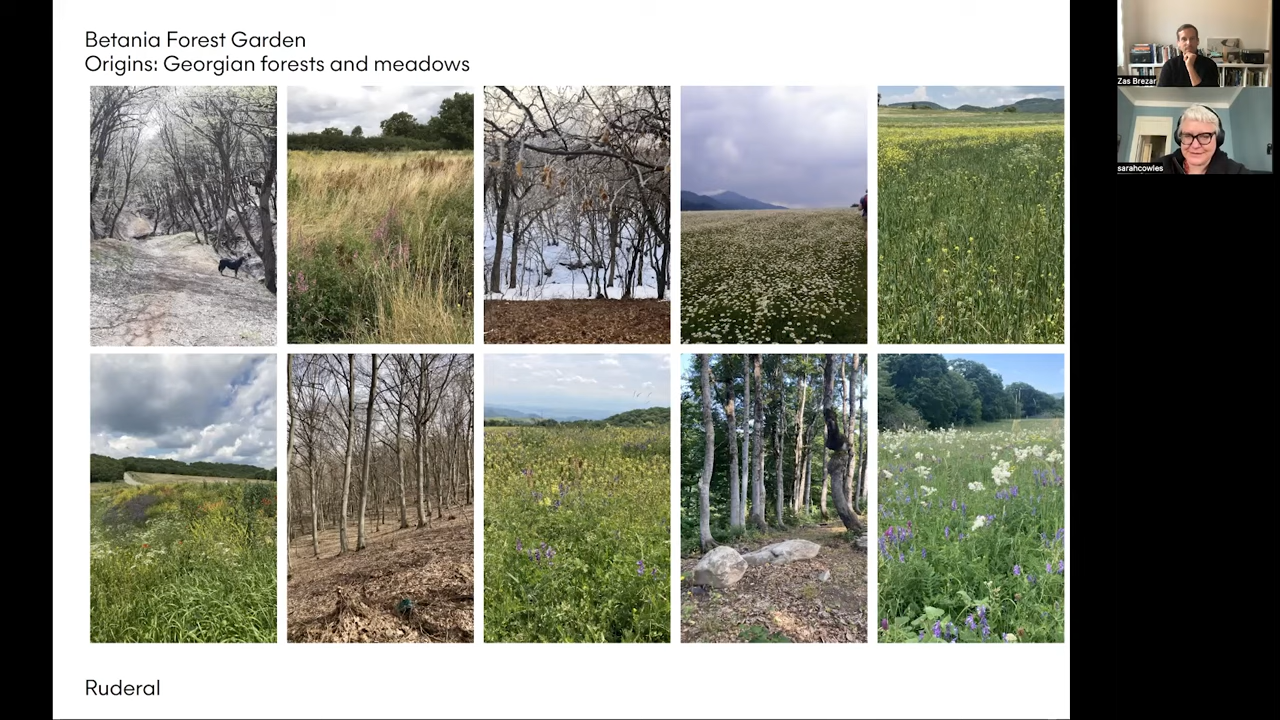 Betania Forest Garden
Origins: Georgian forests and meadows
Zas Brezar
sarahcowles
Ruderal